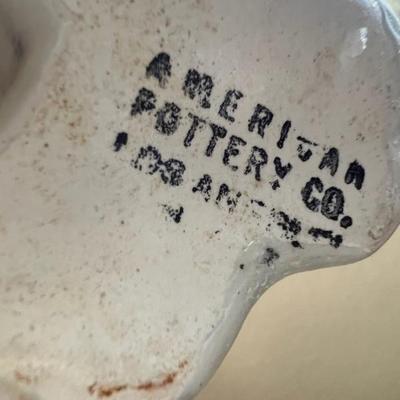 AMERICAN
POTTERY CO.
LOS ANGELES